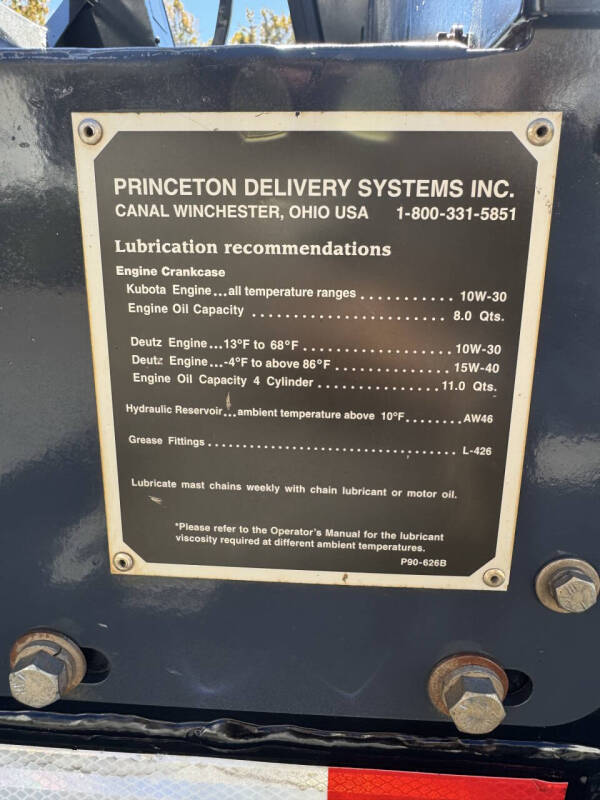 PRINCETON DELIVERY SYSTEMS INC.
CANAL WINCHESTER, OHIO USA 1-800-331-5851
Lubrication recommendations
Engine Crankcase
Kubota Engine...all temperature ranges ........... 10W-30
Engine Oil Capacity ....................... 8.0 Qts.
Deutz Engine...13°F to 68°F ................. 10W-30
Deutz Engine...-4°F to above 86°F .............. 15W-40
Engine Oil Capacity 4 Cylinder ............... 11.0 Qts.
Hydraulic Reservoir...ambient temperature above 10°F ........ AW46
Grease Fittings ................................. L-426
Lubricate mast chains weekly with chain lubricant or motor oil.
*Please refer to the Operator's Manual for the lubricant
viscosity required at different ambient temperatures.
P90-626B